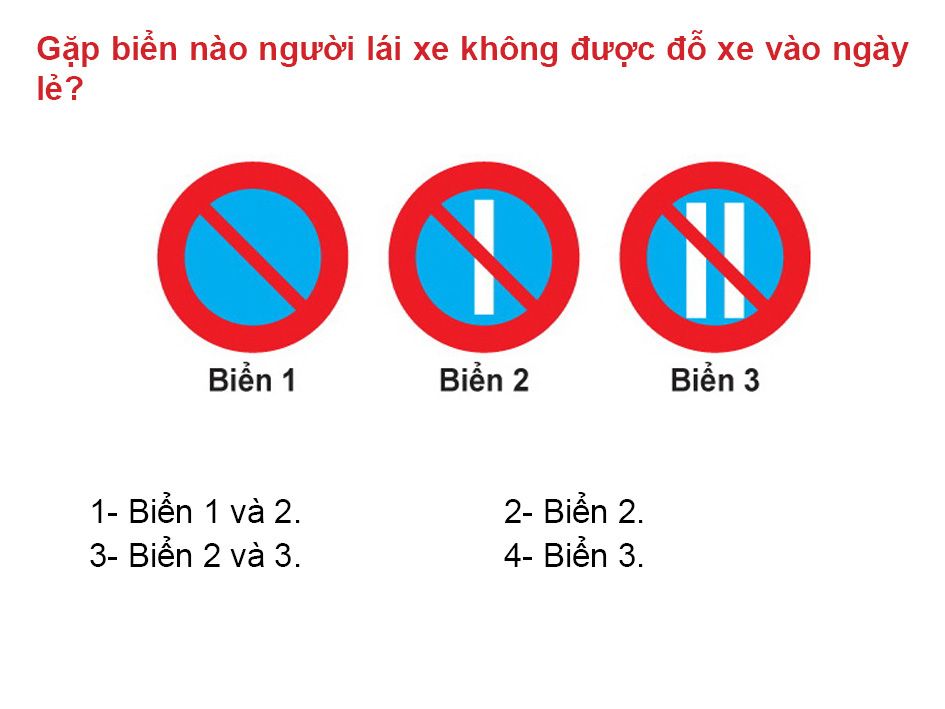 Gặp biển nào người lái xe không được đỗ xe vào ngày
lẻ?
Biển 1
Biển 2
Biển 3
1- Biển 1 và 2.
2- Biển 2.
3- Biển 2 và 3.
4- Biển 3.